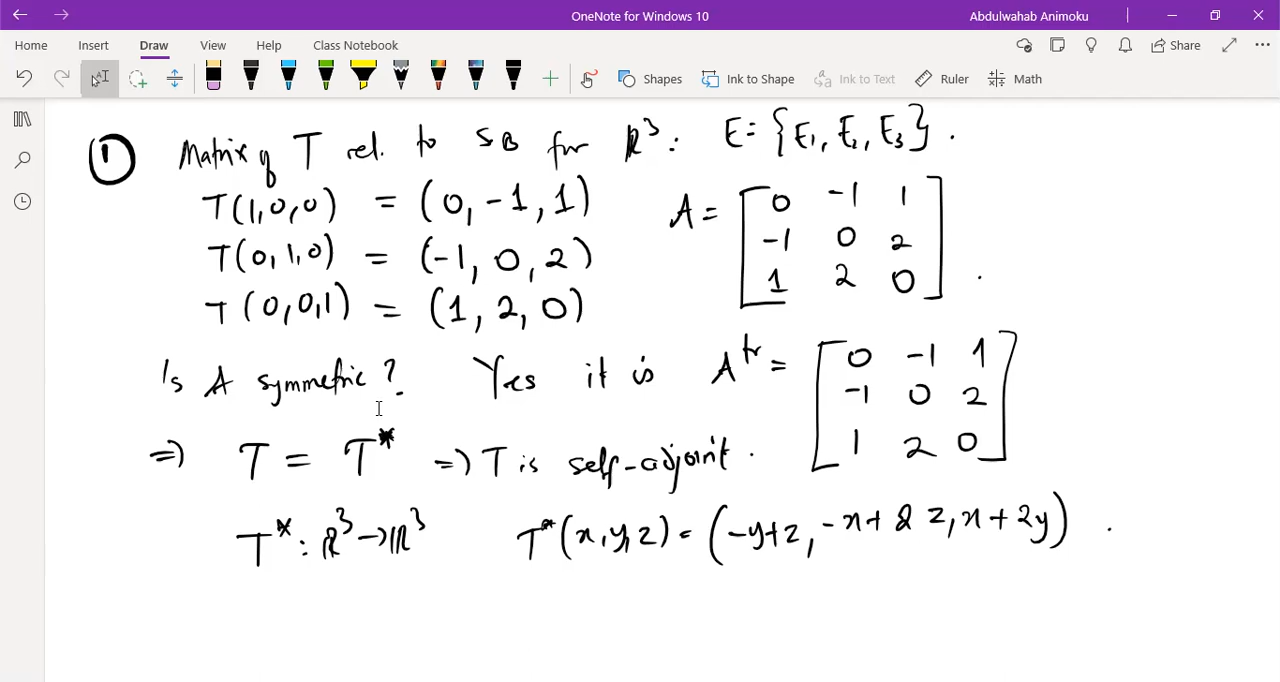 OneNote for Windows 10
Abdulwahab Animoku
Home Insert Draw View Help Class Notebook Share
Shapes Ink to Shape Ink to Text Ruler Math
① Matrix of T rel. to SB for ℝ³: E = {E₁, E₂, E₃}.
T(1,0,0) = (0, -1, 1)
T(0,1,0) = (-1, 0, 2)
T(0,0,1) = (1, 2, 0)
A = [0 -1 1
-1 0 2
1 2 0].
Is A symmetric? Yes it is
Aᵗʳ = [0 -1 1
-1 0 2
1 2 0]
=> T = T* => T is self-adjoint.
T*: ℝ³ → ℝ³ T*(x,y,z) = (-y+z, -x+2z, x+2y).